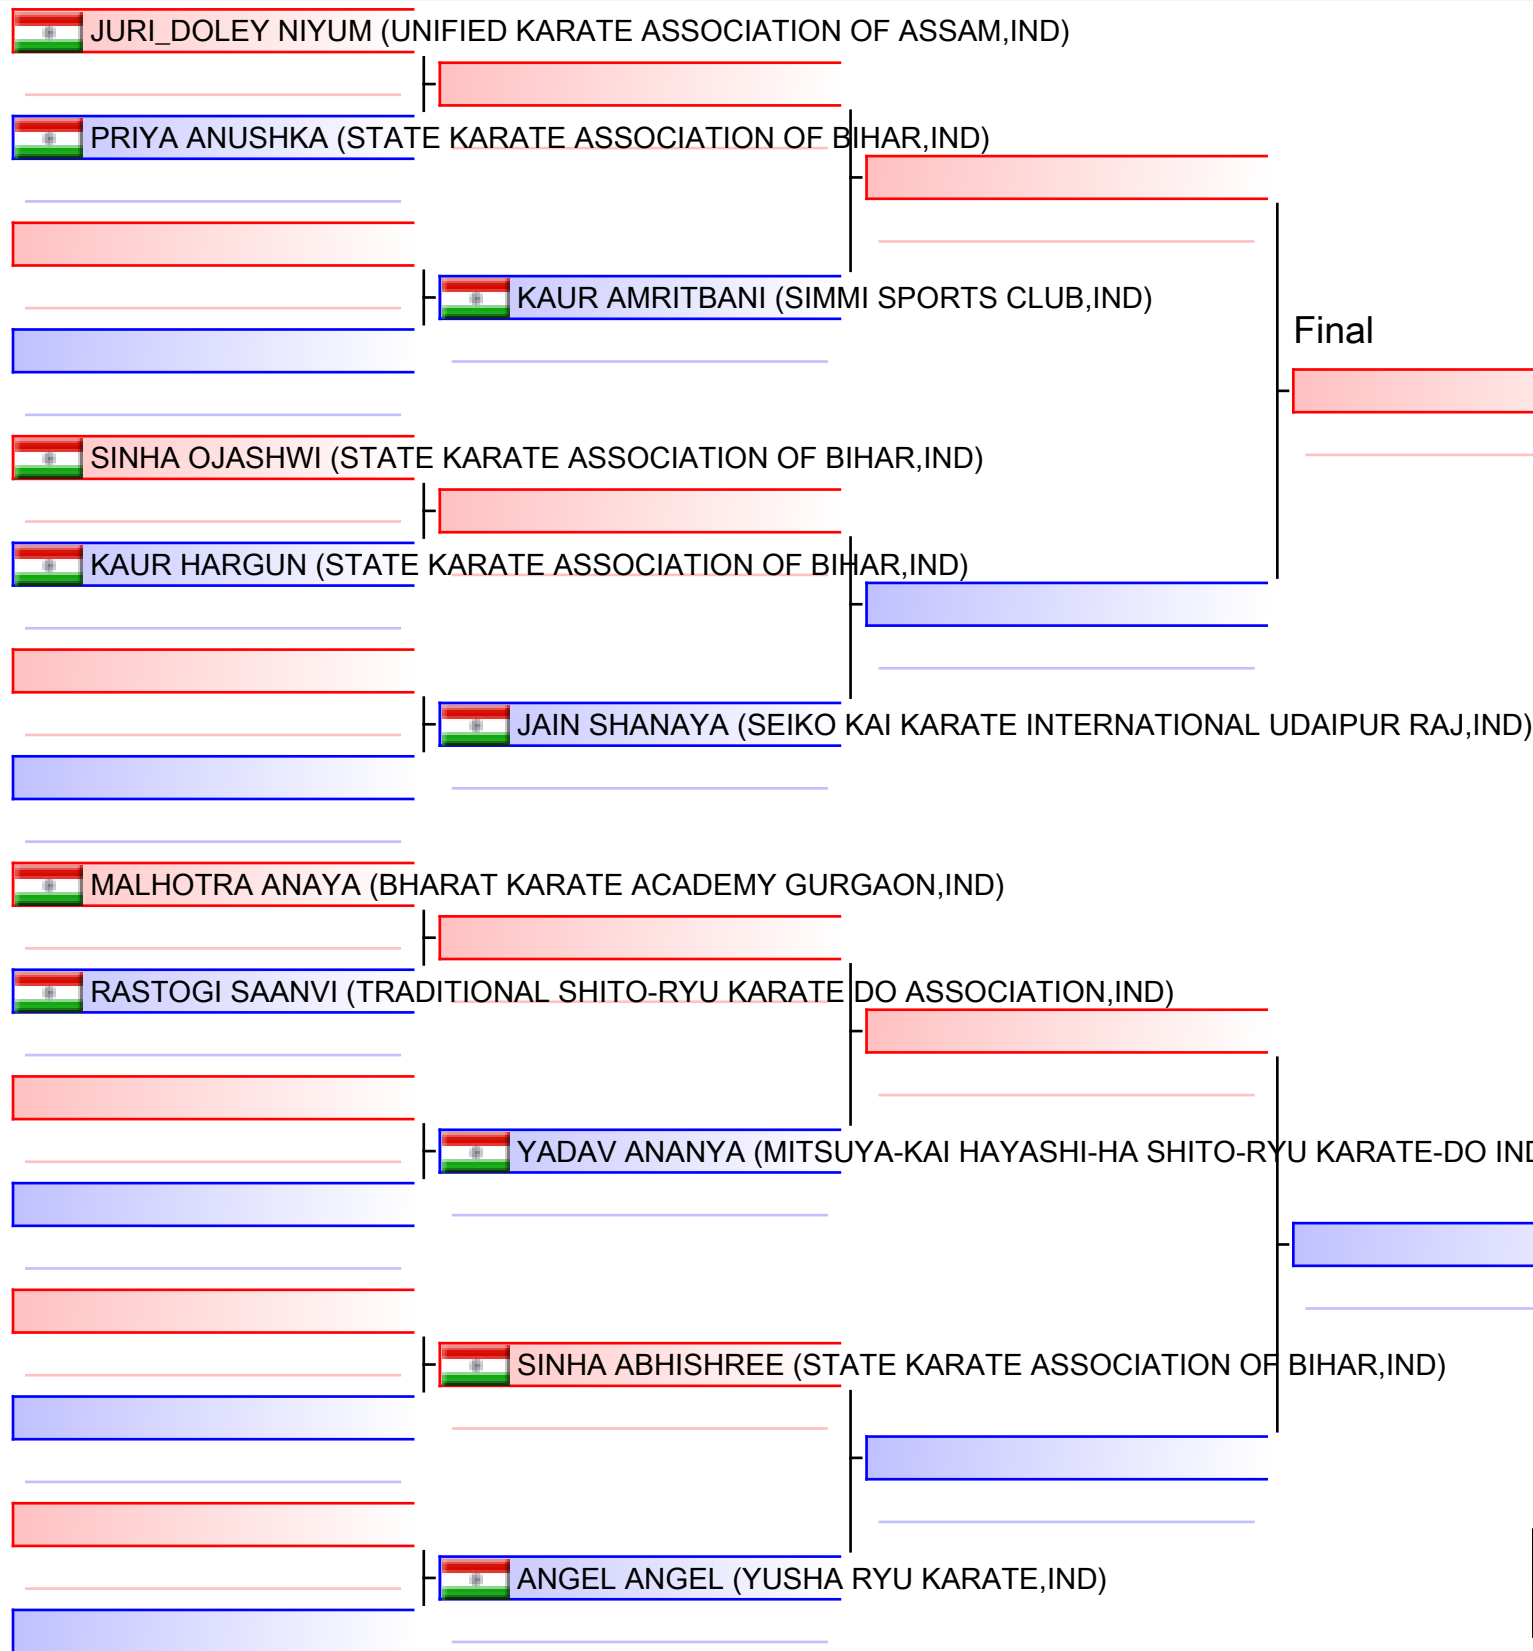 JURI_DOLEY NIYUM (UNIFIED KARATE ASSOCIATION OF ASSAM,IND)
PRIYA ANUSHKA (STATE KARATE ASSOCIATION OF BIHAR,IND)
KAUR AMRITBANI (SIMMI SPORTS CLUB,IND)
Final
SINHA OJASHWI (STATE KARATE ASSOCIATION OF BIHAR,IND)
KAUR HARGUN (STATE KARATE ASSOCIATION OF BIHAR,IND)
JAIN SHANAYA (SEIKO KAI KARATE INTERNATIONAL UDAIPUR RAJ,IND)
MALHOTRA ANAYA (BHARAT KARATE ACADEMY GURGAON,IND)
RASTOGI SAANVI (TRADITIONAL SHITO-RYU KARATE DO ASSOCIATION,IND)
YADAV ANANYA (MITSUYA-KAI HAYASHI-HA SHITO-RYU KARATE-DO
SINHA ABHISHREE (STATE KARATE ASSOCIATION OF BIHAR,IND)
ANGEL ANGEL (YUSHA RYU KARATE,IND)